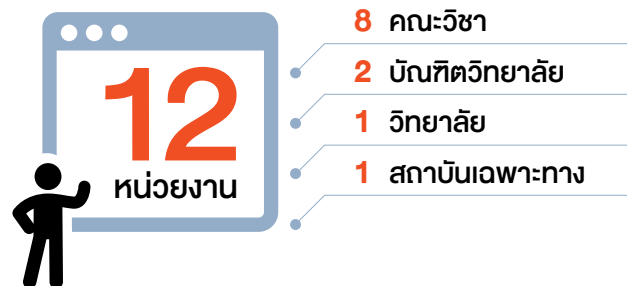 12
หน่วยงาน
8 คณะวิชา
2 บัณฑิตวิทยาลัย
1 วิทยาลัย
1 สถาบันเฉพาะทาง